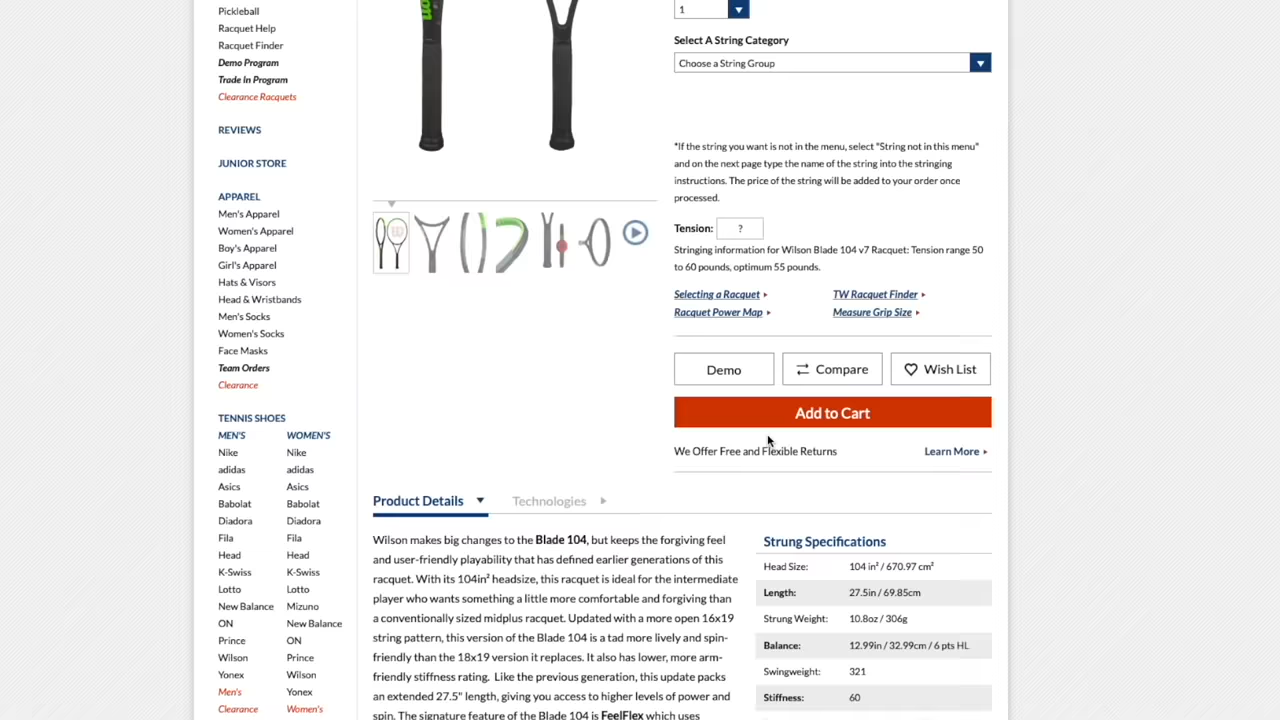 Pickleball
Racquet Help
Racquet Finder
Demo Program
Trade In Program
Clearance Racquets
REVIEWS
JUNIOR STORE
APPAREL
Men's Apparel
Women's Apparel
Boy's Apparel
Girl's Apparel
Hats & Visors
Head & Wristbands
Men's Socks
Women's Socks
Face Masks
Team Orders
Clearance
TENNIS SHOES
MEN'S WOMEN'S
Nike Nike
adidas adidas
Asics Asics
Babolat Babolat
Diadora Diadora
Fila Fila
Head Head
K-Swiss K-Swiss
Lotto Lotto
New Balance Mizuno
ON New Balance
Prince ON
Wilson Prince
Yonex Wilson
Men's Yonex
Clearance Women's
1
Select A String Category
Choose a String Group
*If the string you want is not in the menu, select "String not in this menu"
and on the next page type the name of the string into the stringing
instructions. The price of the string will be added to your order once
processed.
Tension: ?
Stringing information for Wilson Blade 104 v7 Racquet: Tension range 50
to 60 pounds, optimum 55 pounds.
Selecting a Racquet TW Racquet Finder
Racquet Power Map Measure Grip Size
Demo Compare Wish List
Add to Cart
We Offer Free and Flexible Returns Learn More
Product Details Technologies
Wilson makes big changes to the Blade 104, but keeps the forgiving feel
and user-friendly playability that has defined earlier generations of this
racquet. With its 104in² headsize, this racquet is ideal for the intermediate
player who wants something a little more comfortable and forgiving than
a conventionally sized midplus racquet. Updated with a more open 16x19
string pattern, this version of the Blade 104 is a tad more lively and spin-
friendly than the 18x19 version it replaces. It also has lower, more arm-
friendly stiffness rating. Like the previous generation, this update packs
an extended 27.5" length, giving you access to higher levels of power and
spin. The signature feature of the Blade 104 is FeelFlex which uses
Strung Specifications
Head Size: 104 in² / 670.97 cm²
Length: 27.5in / 69.85cm
Strung Weight: 10.8oz / 306g
Balance: 12.99in / 32.99cm / 6 pts HL
Swingweight: 321
Stiffness: 60